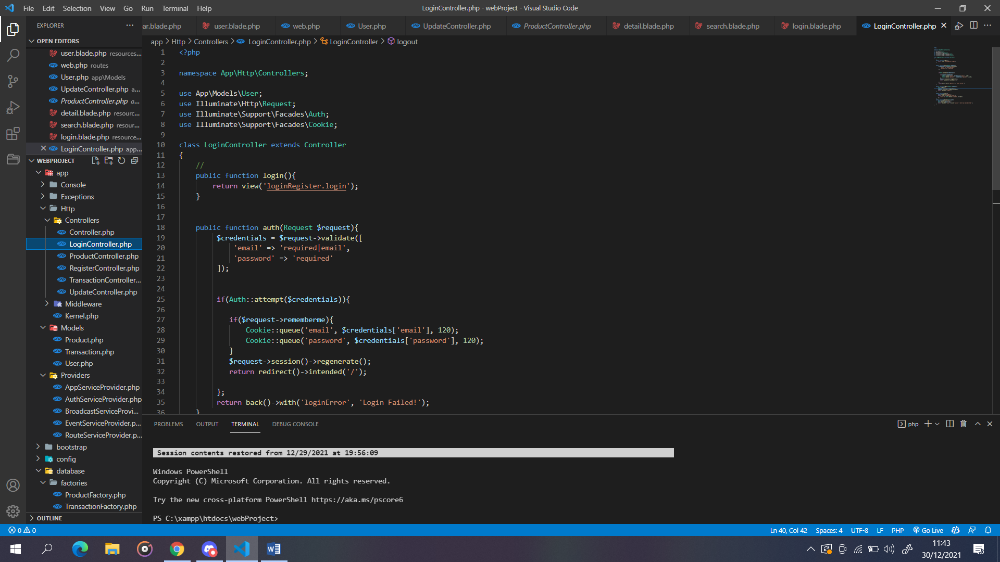 File Edit Selection View Go Run Terminal Help
LoginController.php - webProject - Visual Studio Code
EXPLORER
ar.blade.php user.blade.php web.php User.php UpdateController.php ProductController.php detail.blade.php search.blade.php login.blade.php LoginController.php
OPEN EDITORS
user.blade.php resources...
web.php routes
User.php app\Models
UpdateController.php a...
ProductController.php a...
detail.blade.php resourc...
search.blade.php resour...
login.blade.php resource...
LoginController.php app...
WEBPROJECT
app
Console
Exceptions
Http
Controllers
Controller.php
LoginController.php
ProductController.php
RegisterController.php
TransactionController...
UpdateController.php
Middleware
Kernel.php
Models
Product.php
Transaction.php
User.php
Providers
AppServiceProvider.php
AuthServiceProvider.php
BroadcastServiceProvi...
EventServiceProvider.p...
RouteServiceProvider.p...
bootstrap
config
database
factories
ProductFactory.php
TransactionFactory.php
OUTLINE
app > Http > Controllers > LoginController.php > LoginController > logout
1 <?php
2
3 namespace App\Http\Controllers;
4
5 use App\Models\User;
6 use Illuminate\Http\Request;
7 use Illuminate\Support\Facades\Auth;
8 use Illuminate\Support\Facades\Cookie;
9
10 class LoginController extends Controller
11 {
12 //
13 public function login(){
14 return view('loginRegister.login');
15 }
16
17
18 public function auth(Request $request){
19 $credentials = $request->validate([
20 'email' => 'required|email',
21 'password' => 'required'
22 ]);
23
24
25 if(Auth::attempt($credentials)){
26
27 if($request->rememberme){
28 Cookie::queue('email', $credentials['email'], 120);
29 Cookie::queue('password', $credentials['password'], 120);
30 }
31 $request->session()->regenerate();
32 return redirect()->intended('/');
33
34 };
35 return back()->with('loginError', 'Login Failed!');
36 }
PROBLEMS OUTPUT TERMINAL DEBUG CONSOLE
php
Session contents restored from 12/29/2021 at 19:56:09
Windows PowerShell
Copyright (C) Microsoft Corporation. All rights reserved.
Try the new cross-platform PowerShell https://aka.ms/pscore6
PS C:\xampp\htdocs\webProject>
0 0
Ln 40, Col 42 Spaces: 4 UTF-8 LF PHP Go Live
11:43
30/12/2021